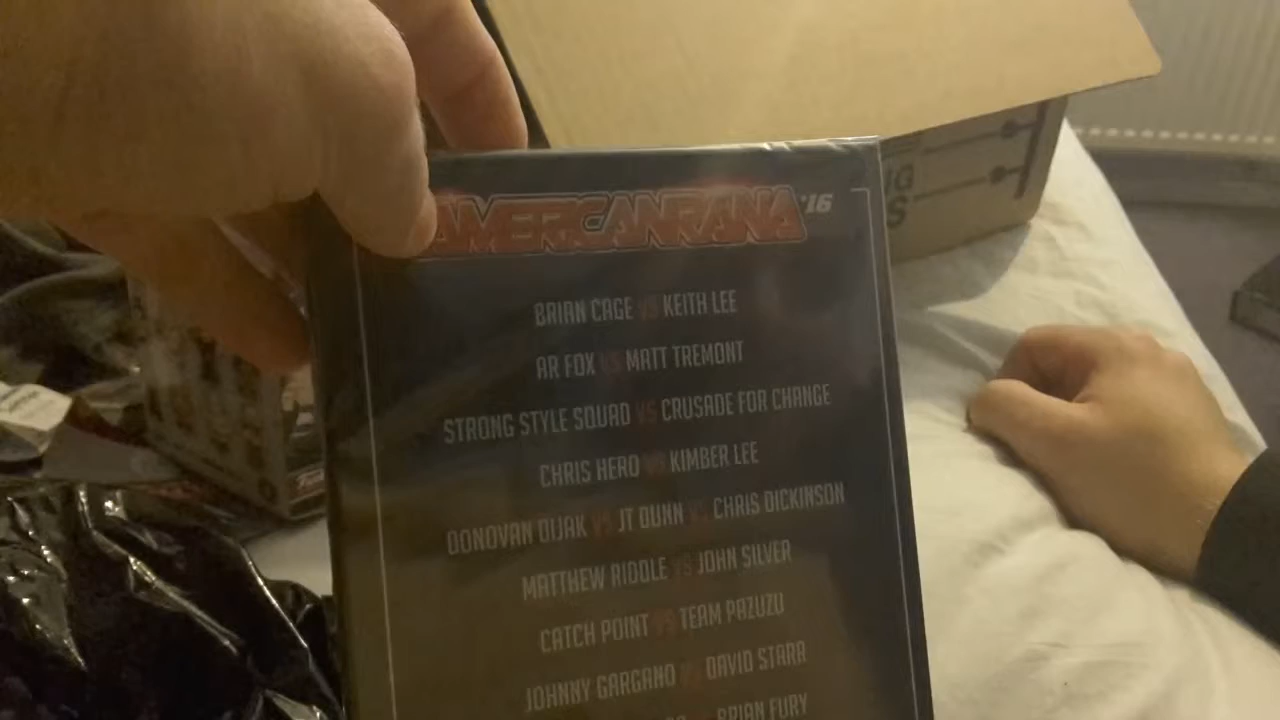 AMERICANRANA '16
BRIAN CAGE VS KEITH LEE
AR FOX VS MATT TREMONT
STRONG STYLE SQUAD VS CRUSADE FOR CHANGE
CHRIS HERO VS KIMBER LEE
DONOVAN DIJAK VS JT DUNN VS CHRIS DICKINSON
MATTHEW RIDDLE VS JOHN SILVER
CATCH POINT VS TEAM PAZUZU
JOHNNY GARGANO VS DAVID STARR
BRIAN FURY